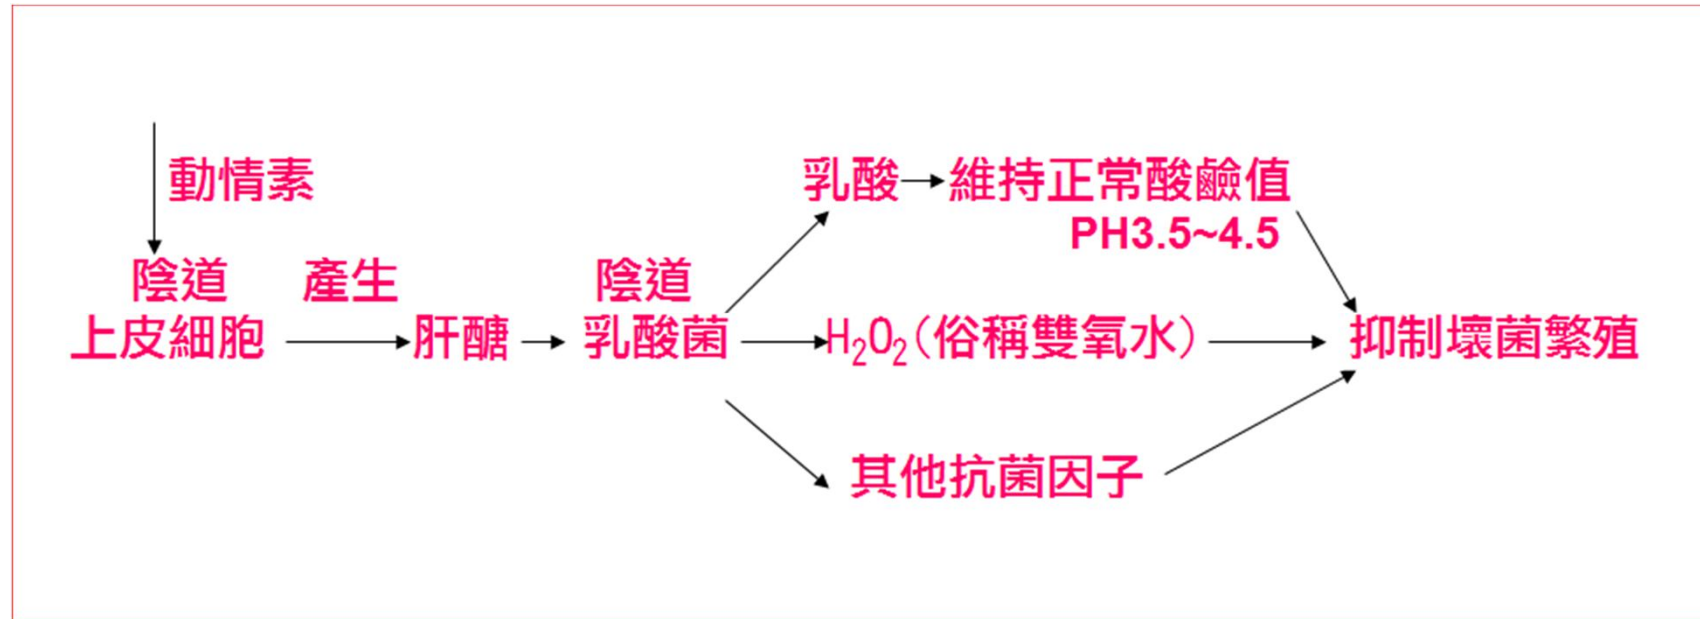 動情素
陰道
上皮細胞
產生
肝醣
陰道
乳酸菌
乳酸
維持正常酸鹼值
PH3.5~4.5
H₂O₂(俗稱雙氧水)
其他抗菌因子
抑制壞菌繁殖